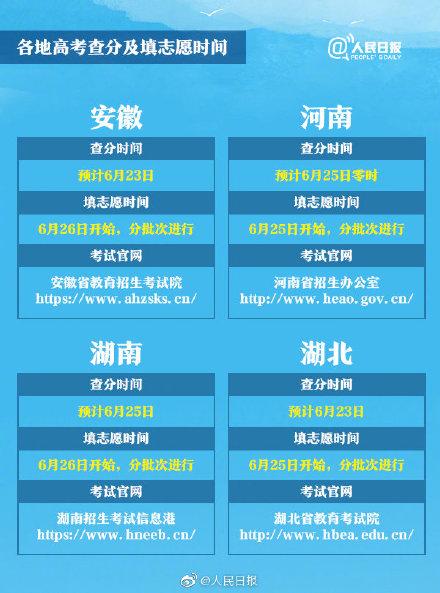 各地高考查分及填志愿时间
@人民日报
PEOPLE'S DAILY
安徽
查分时间
预计6月23日
填志愿时间
6月26日开始，分批次进行
考试官网
安徽省教育招生考试院
https://www.ahzsks.cn/
河南
查分时间
预计6月25日零时
填志愿时间
6月25日开始，分批次进行
考试官网
河南省招生办公室
http://www.heao.gov.cn/
湖南
查分时间
预计6月25日
填志愿时间
6月26日开始，分批次进行
考试官网
湖南招生考试信息港
https://www.hneeb.cn/
湖北
查分时间
预计6月23日
填志愿时间
6月25日开始，分批次进行
考试官网
湖北省教育考试院
http://www.hbea.edu.cn/
@人民日报